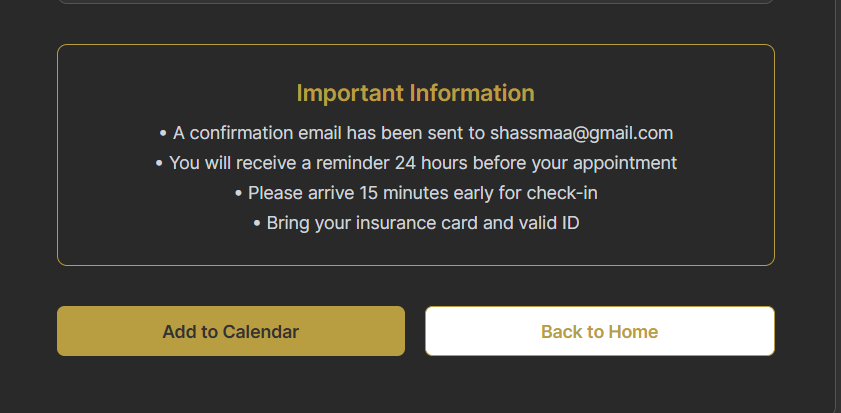 Important Information
• A confirmation email has been sent to shassmaa@gmail.com
• You will receive a reminder 24 hours before your appointment
• Please arrive 15 minutes early for check-in
• Bring your insurance card and valid ID
Add to Calendar
Back to Home